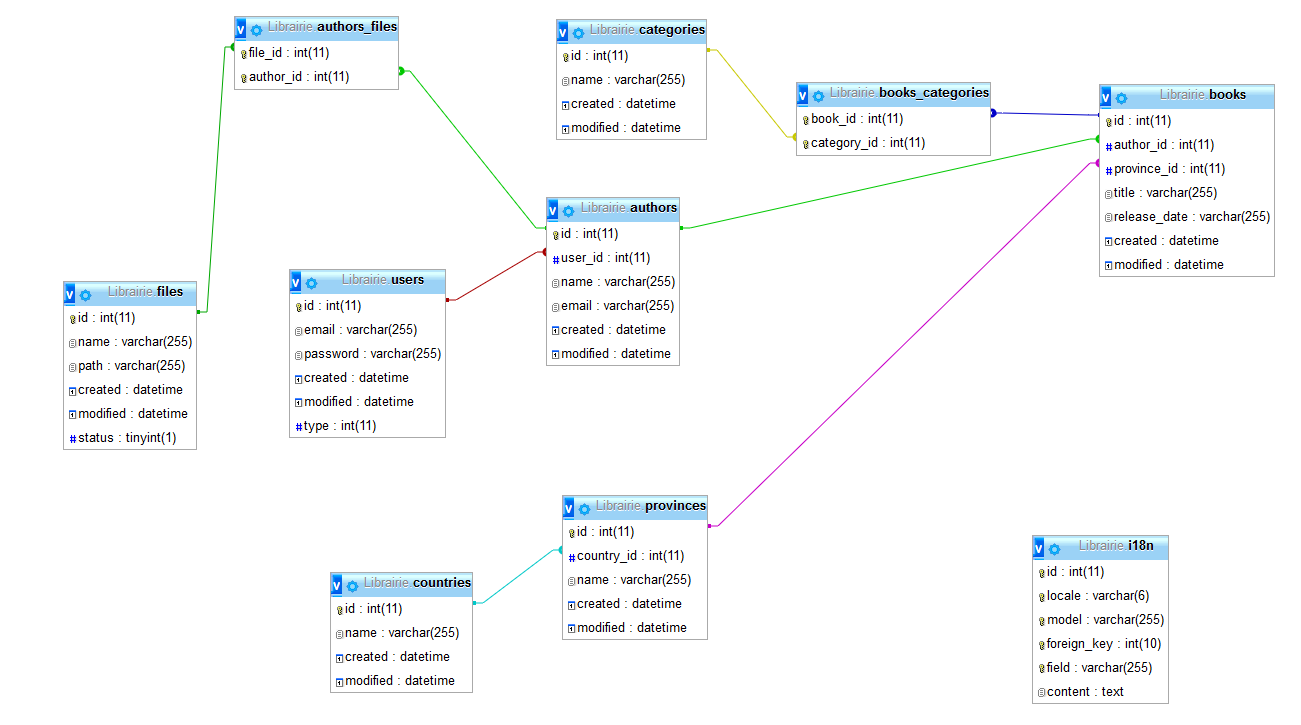 Librairie authors_files
file_id : int(11)
author_id : int(11)
Librairie categories
id : int(11)
name : varchar(255)
created : datetime
modified : datetime
Librairie books_categories
book_id : int(11)
category_id : int(11)
Librairie books
id : int(11)
author_id : int(11)
province_id : int(11)
title : varchar(255)
release_date : varchar(255)
created : datetime
modified : datetime
Librairie authors
id : int(11)
user_id : int(11)
name : varchar(255)
email : varchar(255)
created : datetime
modified : datetime
Librairie users
id : int(11)
email : varchar(255)
password : varchar(255)
created : datetime
modified : datetime
type : int(11)
Librairie files
id : int(11)
name : varchar(255)
path : varchar(255)
created : datetime
modified : datetime
status : tinyint(1)
Librairie provinces
id : int(11)
country_id : int(11)
name : varchar(255)
created : datetime
modified : datetime
Librairie countries
id : int(11)
name : varchar(255)
created : datetime
modified : datetime
Librairie i18n
id : int(11)
locale : varchar(6)
model : varchar(255)
foreign_key : int(10)
field : varchar(255)
content : text